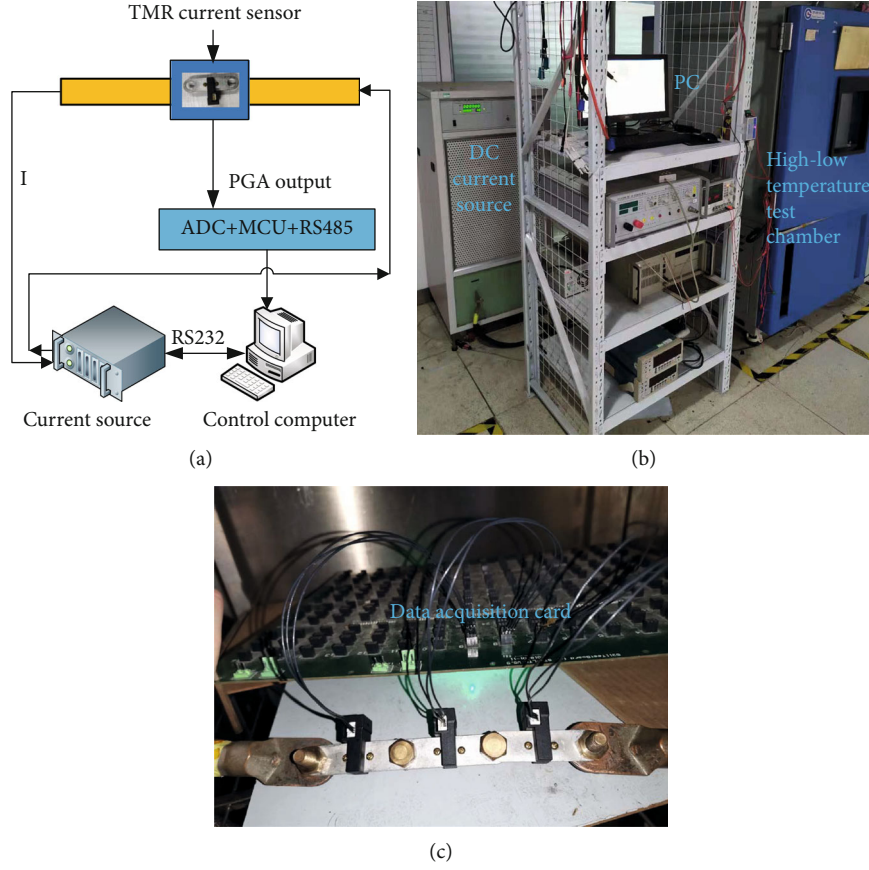 TMR current sensor
I
PGA output
ADC+MCU+RS485
RS232
Current source
Control computer
(a)
PC
DC
current
source
High-low
temperature
test
chamber
(b)
Data acquisition card
(c)